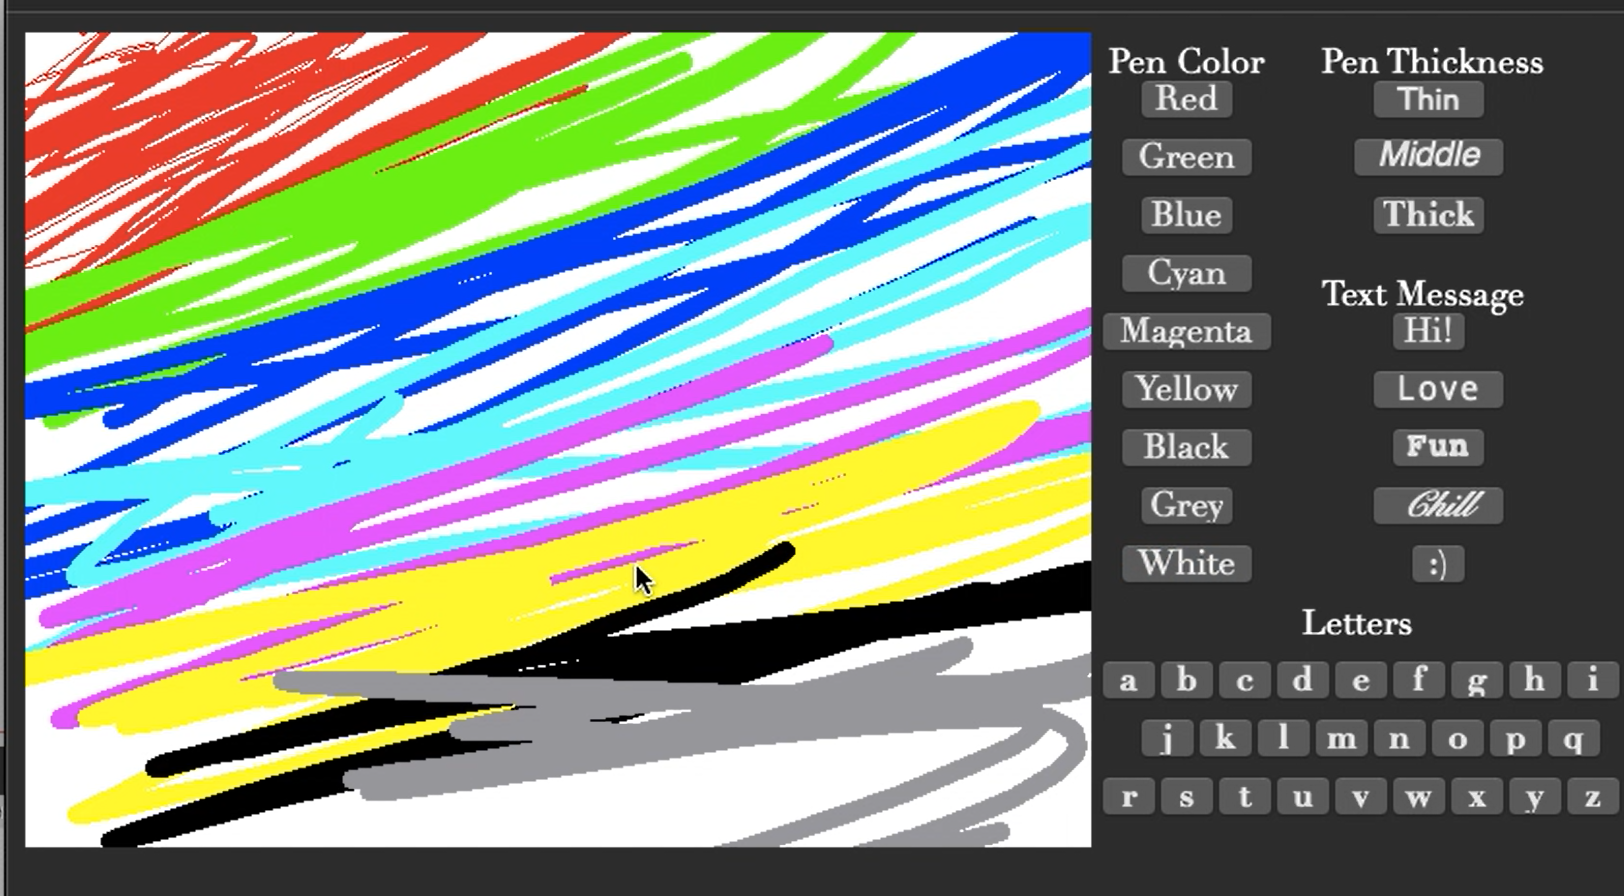 Pen Color
Red
Green
Blue
Cyan
Magenta
Yellow
Black
Grey
White
Pen Thickness
Thin
Middle
Thick
Text Message
Hi!
Love
Fun
Chill
:)
Letters
a b c d e f g h i
j k l m n o p q
r s t u v w x y z